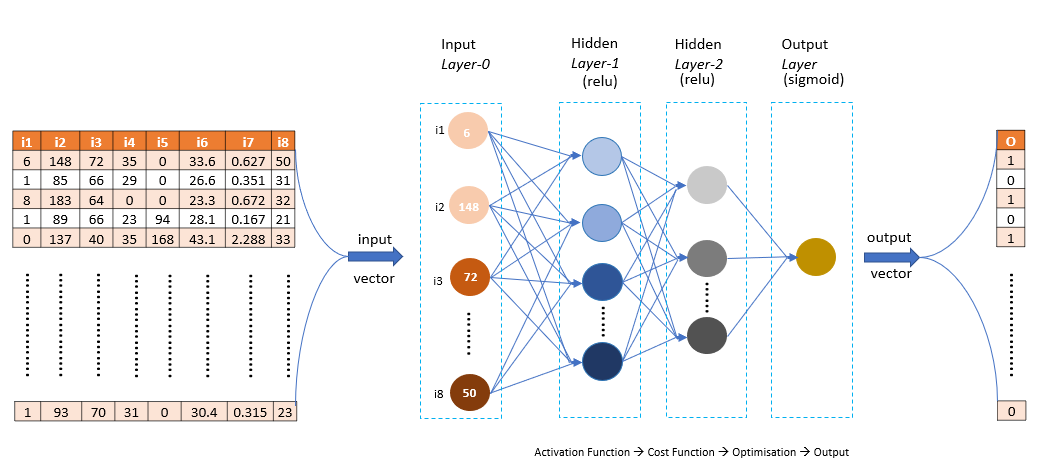 Input
Layer-0
Hidden
Layer-1
(relu)
Hidden
Layer-2
(relu)
Output
Layer
(sigmoid)
i1 i2 i3 i4 i5 i6 i7 i8
6 148 72 35 0 33.6 0.627 50
1 85 66 29 0 26.6 0.351 31
8 183 64 0 0 23.3 0.672 32
1 89 66 23 94 28.1 0.167 21
0 137 40 35 168 43.1 2.288 33
1 93 70 31 0 30.4 0.315 23
input
vector
i1 6
i2 148
i3 72
i8 50
output
vector
O
1
0
1
0
1
0
Activation Function → Cost Function → Optimisation → Output